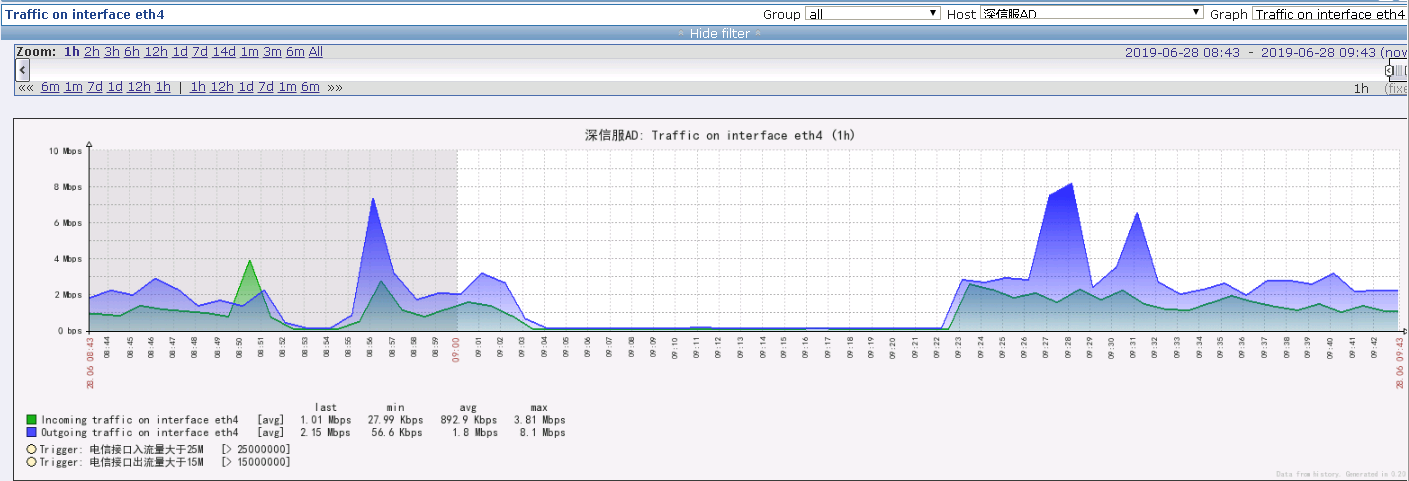 Traffic on interface eth4 Group all Host 深信服AD Graph Traffic on interface eth4
Hide filter
Zoom: 1h 2h 3h 6h 12h 1d 7d 14d 1m 3m 6m All 2019-06-28 08:43 - 2019-06-28 09:43 (now
«« 6m 1m 7d 1d 12h 1h | 1h 12h 1d 7d 1m 6m »» 1h (fixe
深信服AD: Traffic on interface eth4 (1h)
10 Mbps
8 Mbps
6 Mbps
4 Mbps
2 Mbps
0 bps
28.06 08:43 08:44 08:45 08:46 08:47 08:48 08:49 08:50 08:51 08:52 08:53 08:54 08:55 08:56 08:57 08:58 08:59 09:00 09:01 09:02 09:03 09:04 09:05 09:06 09:07 09:08 09:09 09:10 09:11 09:12 09:13 09:14 09:15 09:16 09:17 09:18 09:19 09:20 09:21 09:22 09:23 09:24 09:25 09:26 09:27 09:28 09:29 09:30 09:31 09:32 09:33 09:34 09:35 09:36 09:37 09:38 09:39 09:40 09:41 09:42 28.06 09:43
last min avg max
Incoming traffic on interface eth4 [avg] 1.01 Mbps 27.99 Kbps 892.9 Kbps 3.81 Mbps
Outgoing traffic on interface eth4 [avg] 2.15 Mbps 56.6 Kbps 1.8 Mbps 8.1 Mbps
Trigger: 电信接口入流量大于25M [> 25000000]
Trigger: 电信接口出流量大于15M [> 15000000]
Data from history. Generated in 0.20